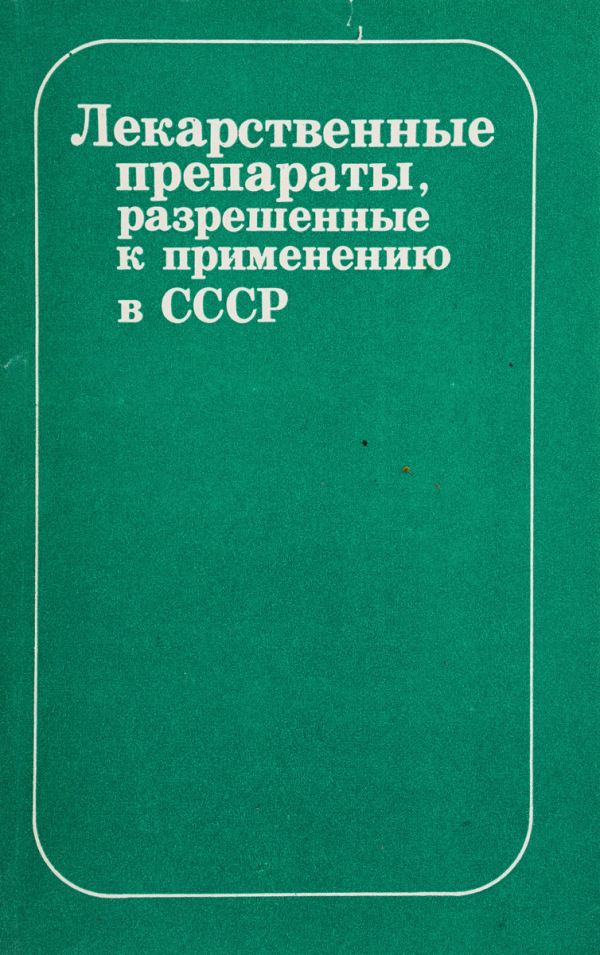 Лекарственные
препараты,
разрешенные
к применению
в СССР